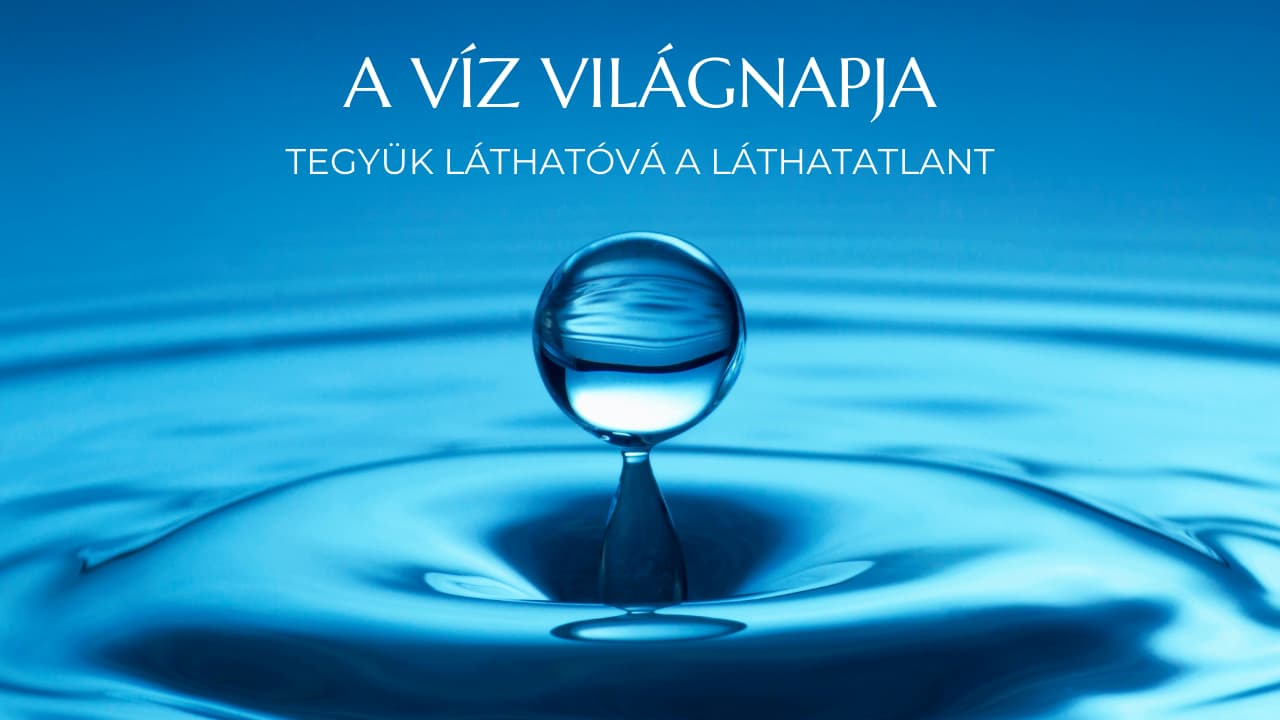 A VÍZ VILÁGNAPJA
TEGYÜK LÁTHATÓVÁ A LÁTHATATLANT